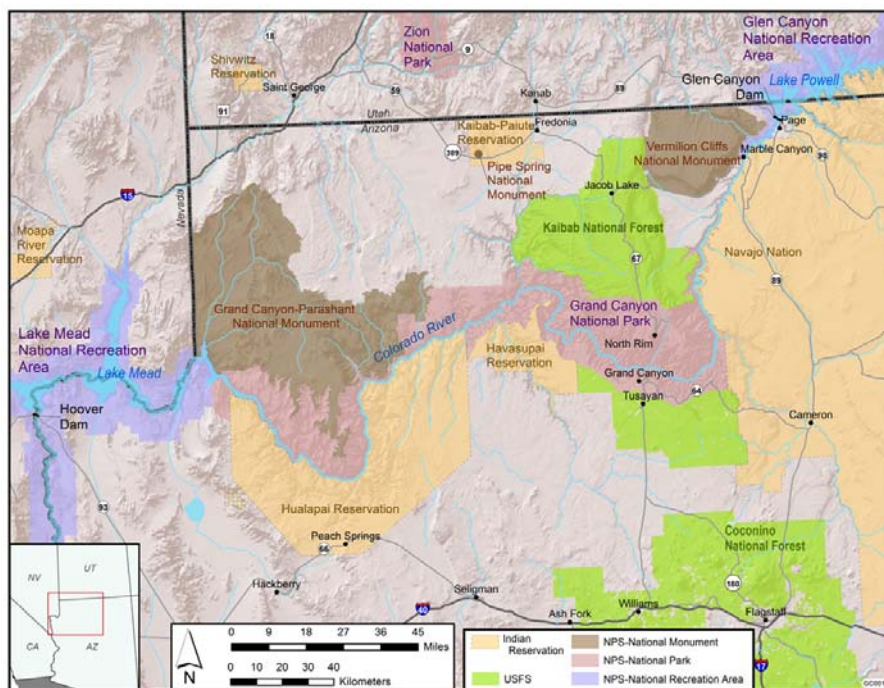 Zion
National
Park
Glen Canyon
National Recreation
Area
18
9
Shivwitz
Reservation
Saint George
59
Kanab
89
Glen Canyon
Dam
Lake Powell
91
Utah
Arizona
Kaibab-Paiute
Reservation
Fredonia
Page
389
Pipe Spring
National
Monument
Vermilion Cliffs
National Monument
Marble Canyon
98
15
Nevada
Jacob Lake
Moapa
River
Reservation
Kaibab National Forest
Navajo Nation
67
89
Grand Canyon-Parashant
National Monument
Colorado River
Grand Canyon
National Park
North Rim
Lake Mead
National Recreation
Area
Lake Mead
Havasupai
Reservation
Grand Canyon
64
Tusayan
Hoover
Dam
Cameron
93
Hualapai Reservation
Peach Springs
66
Coconino
National Forest
NV
UT
CA
AZ
Hackberry
Seligman
40
Ash Fork
Williams
180
Flagstaff
17
N
0 9 18 27 36 45
Miles
0 10 20 30 40
Kilometers
Indian
Reservation
USFS
NPS-National Monument
NPS-National Park
NPS-National Recreation Area